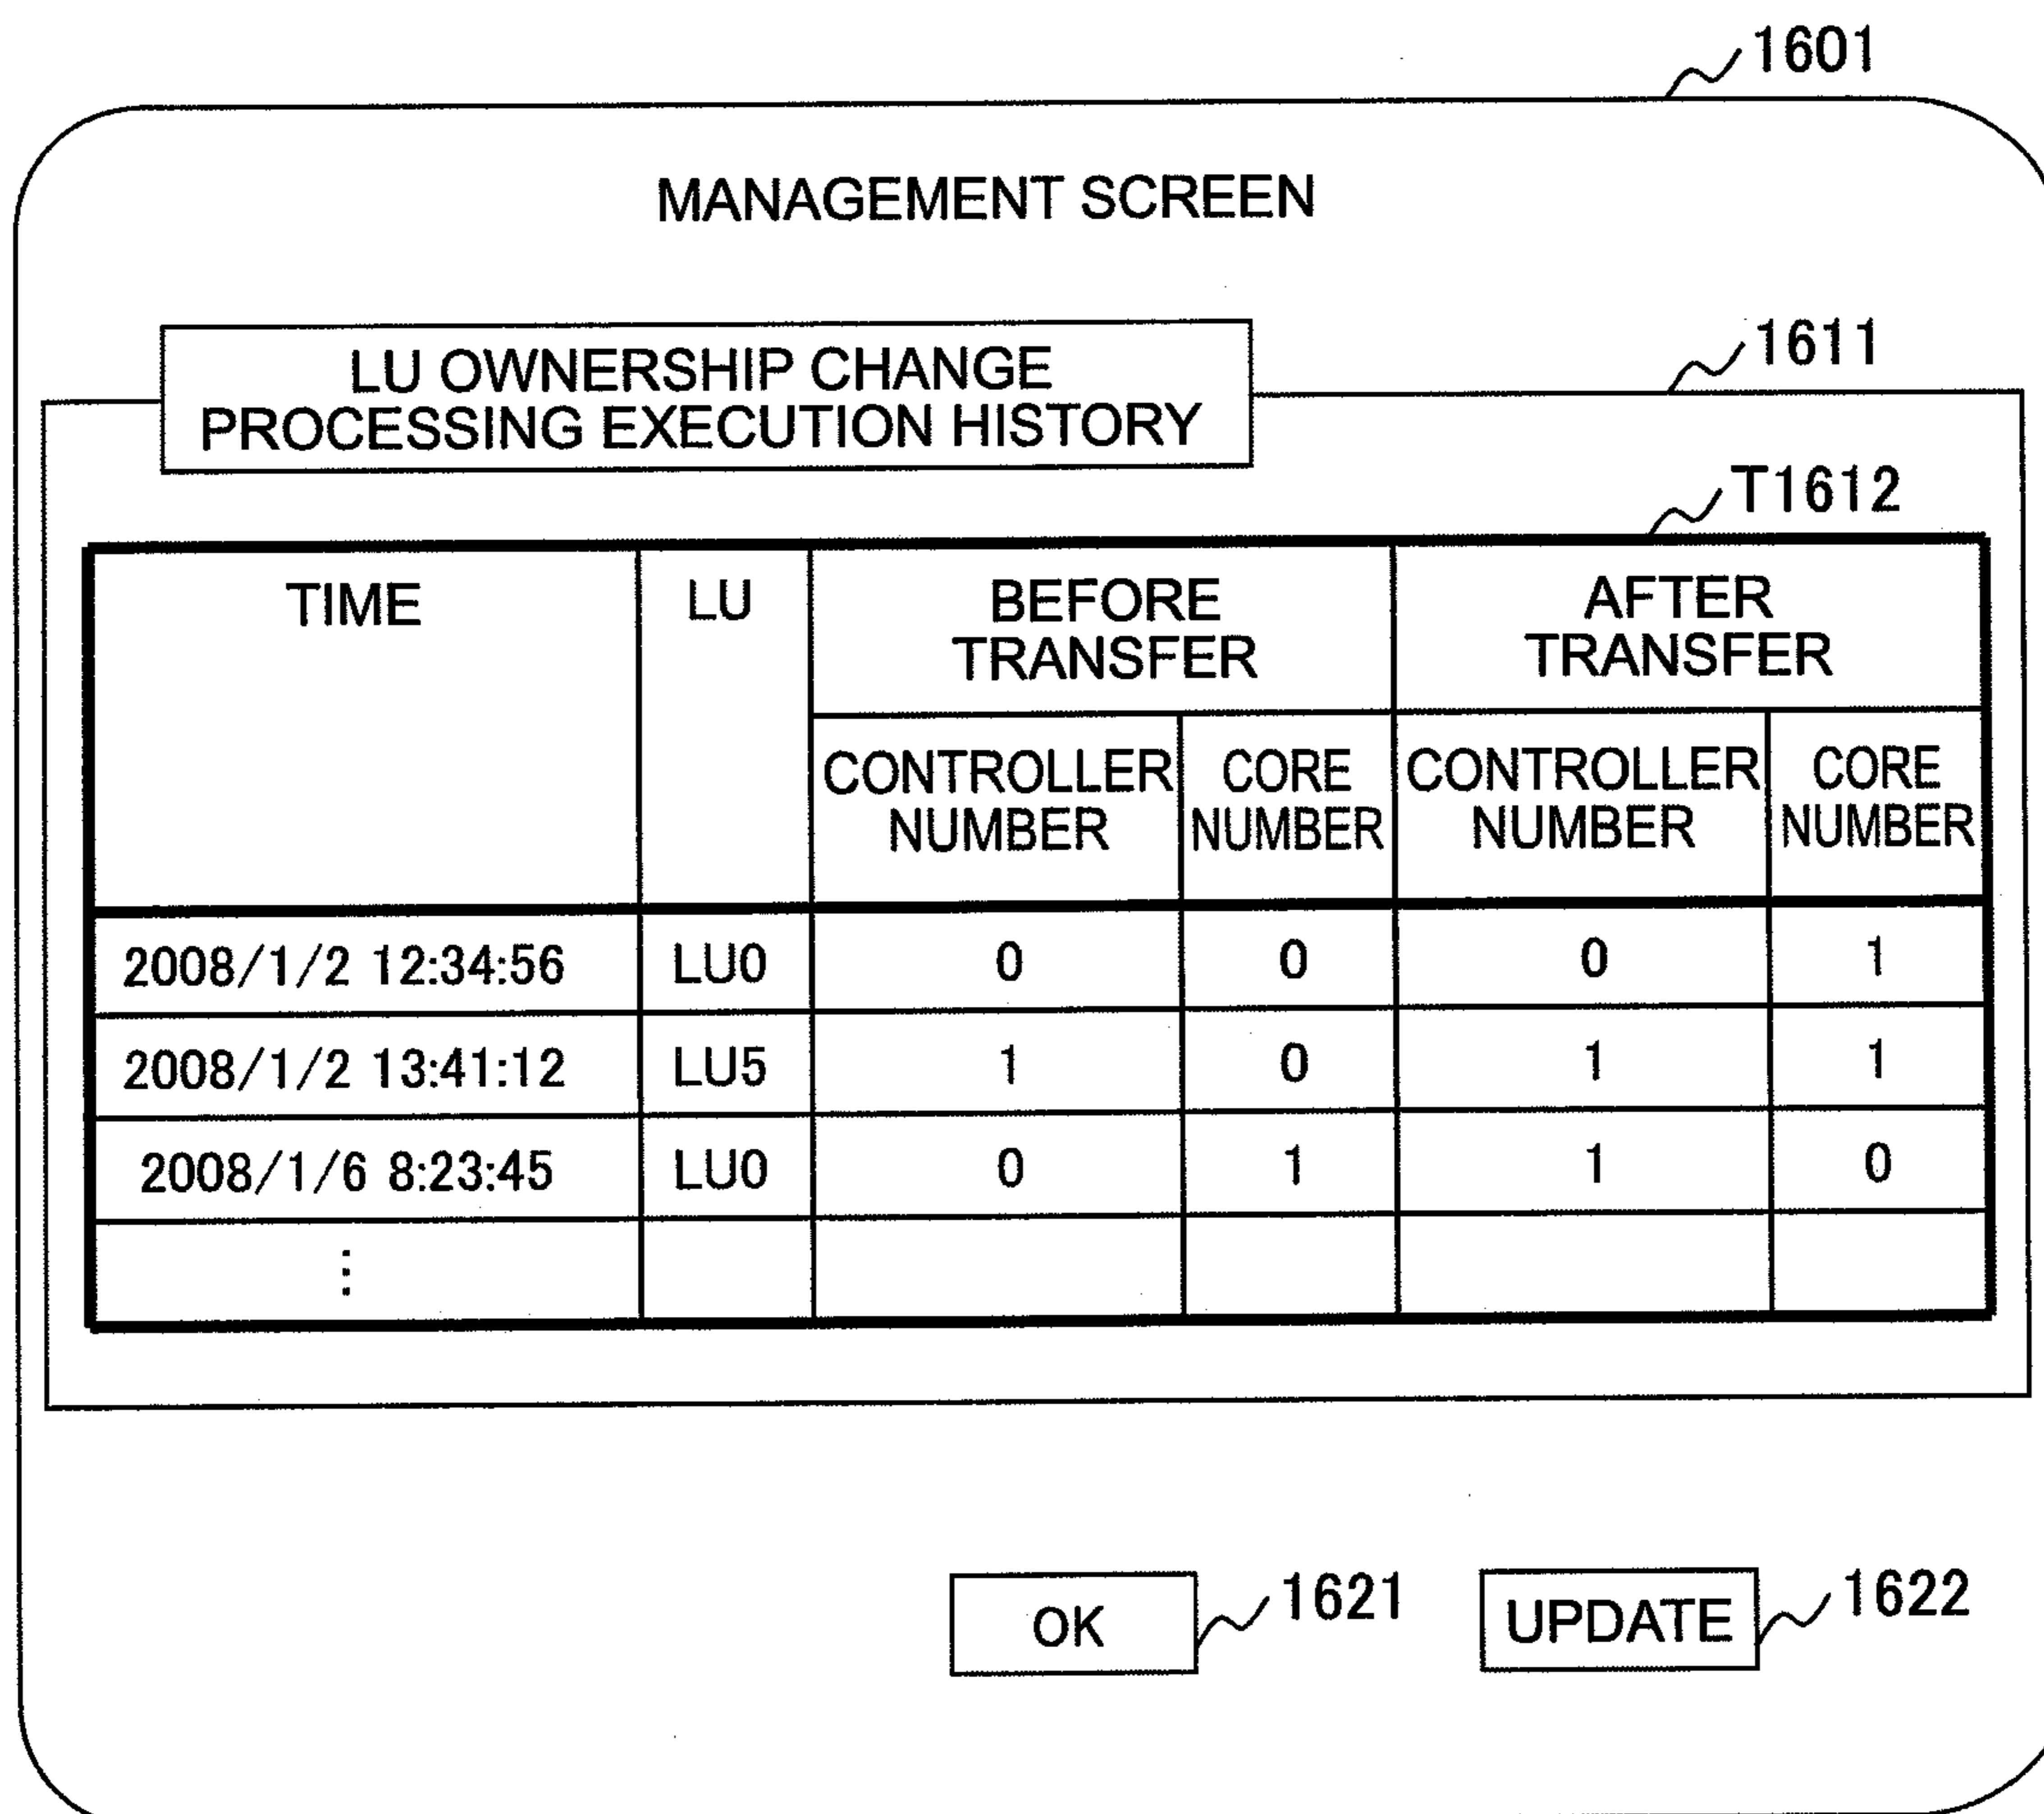 1601
MANAGEMENT SCREEN
1611
LU OWNERSHIP CHANGE
PROCESSING EXECUTION HISTORY
T1612
TIME LU BEFORE TRANSFER AFTER TRANSFER
CONTROLLER NUMBER CORE NUMBER CONTROLLER NUMBER CORE NUMBER
2008/1/2 12:34:56 LU0 0 0 0 1
2008/1/2 13:41:12 LU5 1 0 1 1
2008/1/6 8:23:45 LU0 0 1 1 0
⋮
OK 1621 UPDATE 1622